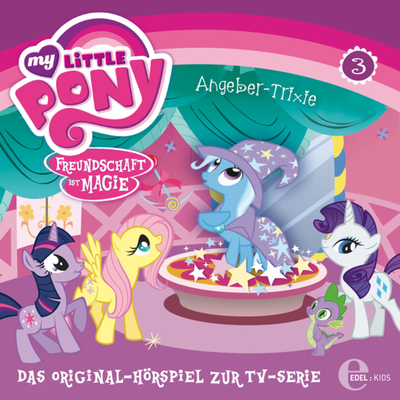 my LITTLE
PONY
FREUNDSCHAFT
IST MAGIE
3
Angeber-Trixie
DAS ORIGINAL-HÖRSPIEL ZUR TV-SERIE
e
EDEL:KIDS